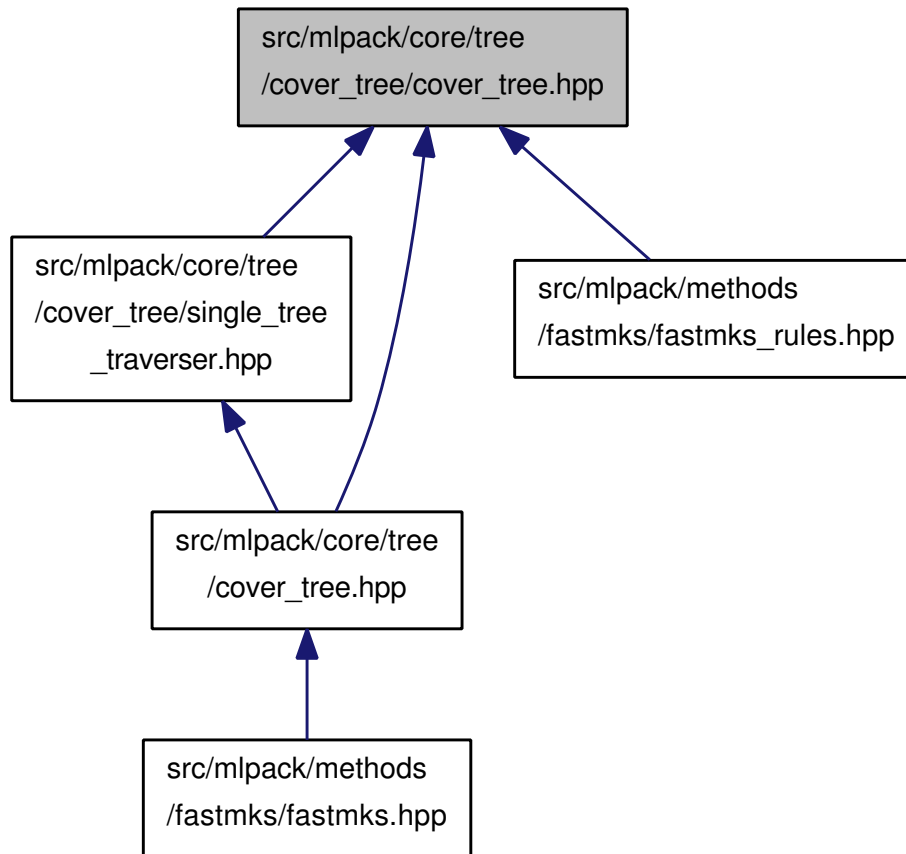 src/mlpack/core/tree
/cover_tree/cover_tree.hpp
src/mlpack/core/tree
/cover_tree/single_tree
_traverser.hpp
src/mlpack/methods
/fastmks/fastmks_rules.hpp
src/mlpack/core/tree
/cover_tree.hpp
src/mlpack/methods
/fastmks/fastmks.hpp